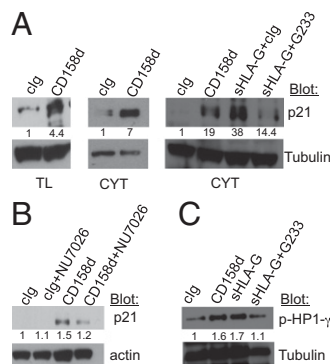 A
cIg
CD158d
cIg
CD158d
cIg
CD158d
sHLA-G+cIg
sHLA-G+G233
Blot:
p21
1 4.4 1 7 1 19 38 14.4
Tubulin
TL CYT CYT
B
cIg
cIg+NU7026
CD158d
CD158d+NU7026
Blot:
p21
1 1.1 1.5 1.2
actin
C
cIg
CD158d
sHLA-G
sHLA-G+G233
Blot:
p-HP1-γ
1 1.6 1.7 1.1
Tubulin